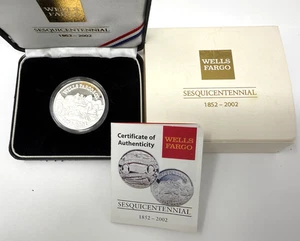 WELLS
FARGO
SESQUICENTENNIAL
1852 - 2002
WELLS
FARGO
SESQUICENTENNIAL
1852 - 2002
Certificate of
Authenticity
WELLS
FARGO
SESQUICENTENNIAL
1852 - 2002